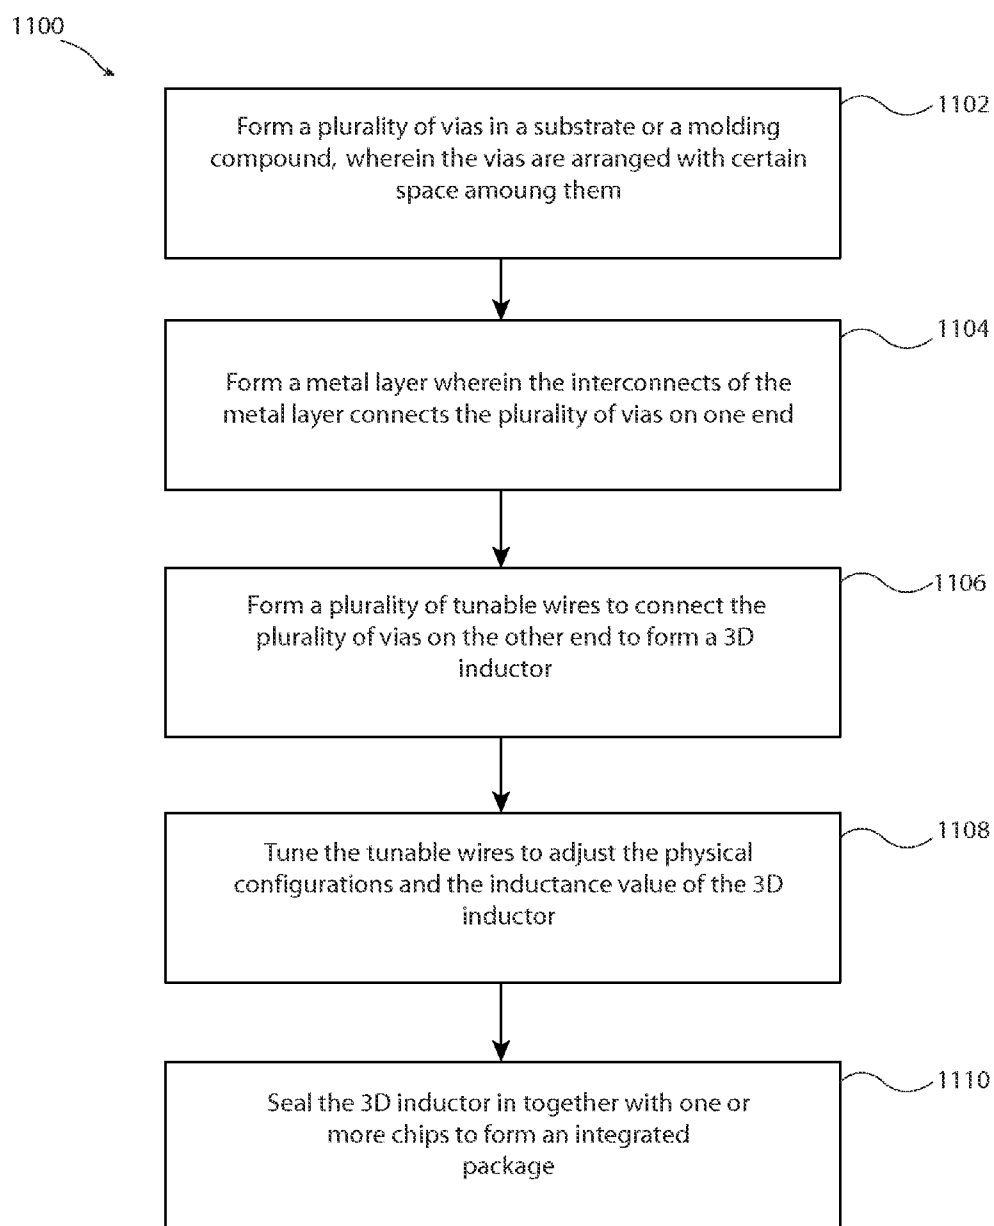 1100
1102
Form a plurality of vias in a substrate or a molding
compound, wherein the vias are arranged with certain
space amoung them
1104
Form a metal layer wherein the interconnects of the
metal layer connects the plurality of vias on one end
1106
Form a plurality of tunable wires to connect the
plurality of vias on the other end to form a 3D
inductor
1108
Tune the tunable wires to adjust the physical
configurations and the inductance value of the 3D
inductor
1110
Seal the 3D inductor in together with one or
more chips to form an integrated
package